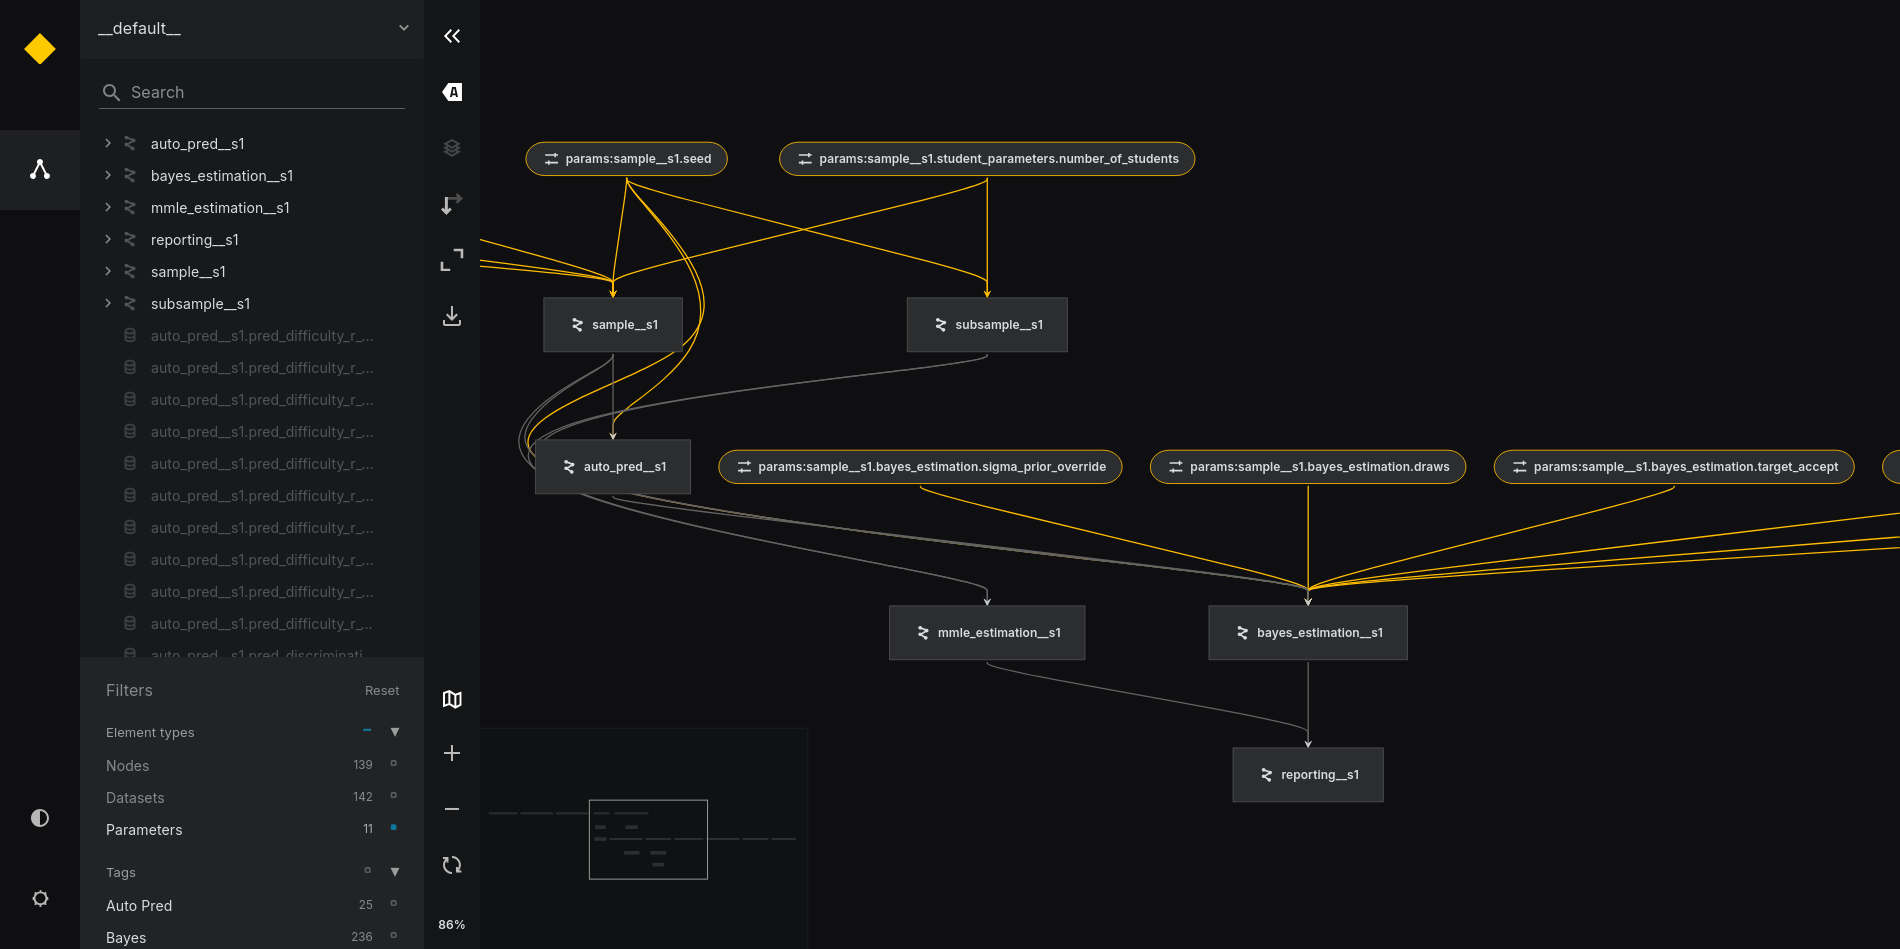 __default__
Search
auto_pred__s1
bayes_estimation__s1
mmle_estimation__s1
reporting__s1
sample__s1
subsample__s1
auto_pred__s1.pred_difficulty_r_...
auto_pred__s1.pred_difficulty_r_...
auto_pred__s1.pred_difficulty_r_...
auto_pred__s1.pred_difficulty_r_...
auto_pred__s1.pred_difficulty_r_...
auto_pred__s1.pred_difficulty_r_...
auto_pred__s1.pred_difficulty_r_...
auto_pred__s1.pred_difficulty_r_...
auto_pred__s1.pred_difficulty_r_...
auto_pred__s1.pred_difficulty_r_...
auto_pred__s1.pred_discriminati...
Filters Reset
Element types
Nodes 139
Datasets 142
Parameters 11
Tags
Auto Pred 25
Bayes 236
A
86%
params:sample__s1.seed
params:sample__s1.student_parameters.number_of_students
sample__s1
subsample__s1
auto_pred__s1
params:sample__s1.bayes_estimation.sigma_prior_override
params:sample__s1.bayes_estimation.draws
params:sample__s1.bayes_estimation.target_accept
mmle_estimation__s1
bayes_estimation__s1
reporting__s1